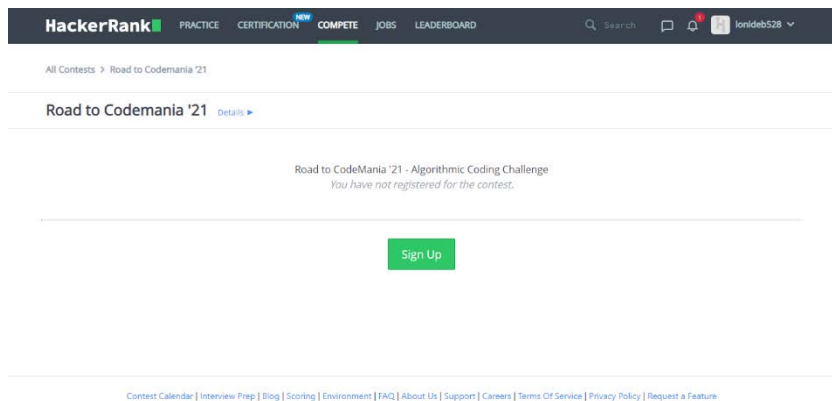 HackerRank PRACTICE CERTIFICATION NEW COMPETE JOBS LEADERBOARD Search 1 lonideb528
All Contests > Road to Codemania '21
Road to Codemania '21 Details ▶
Road to CodeMania '21 - Algorithmic Coding Challenge
You have not registered for the contest.
Sign Up
Contest Calendar | Interview Prep | Blog | Scoring | Environment | FAQ | About Us | Support | Careers | Terms Of Service | Privacy Policy | Request a Feature